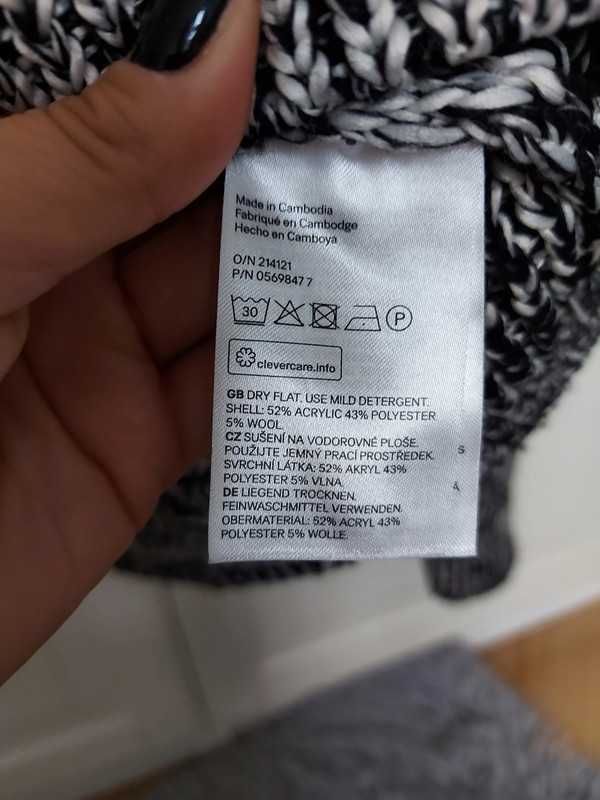 Made in Cambodia
Fabriqué en Cambodge
Hecho en Camboya
O/N 214121
P/N 0569847 7
30 P
clevercare.info
GB DRY FLAT. USE MILD DETERGENT.
SHELL: 52% ACRYLIC 43% POLYESTER
5% WOOL.
CZ SUŠENÍ NA VODOROVNÉ PLOŠE.
POUŽIJTE JEMNÝ PRACÍ PROSTŘEDEK.
SVRCHNÍ LÁTKA: 52% AKRYL 43%
POLYESTER 5% VLNA.
DE LIEGEND TROCKNEN.
FEINWASCHMITTEL VERWENDEN.
OBERMATERIAL: 52% ACRYL 43%
POLYESTER 5% WOLLE.
S